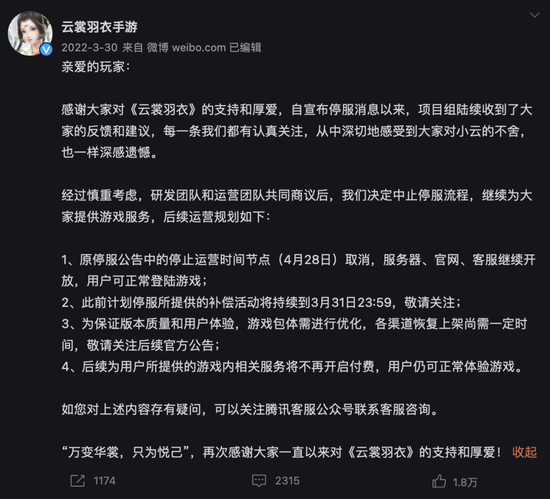 云裳羽衣手游
2022-3-30 来自 微博 weibo.com 已编辑
亲爱的玩家：
感谢大家对《云裳羽衣》的支持和厚爱，自宣布停服消息以来，项目组陆续收到了大
家的反馈和建议，每一条我们都有认真关注，从中深切地感受到大家对小云的不舍，
也一样深感遗憾。
经过慎重考虑，研发团队和运营团队共同商议后，我们决定中止停服流程，继续为大
家提供游戏服务，后续运营规划如下：
1、原停服公告中的停止运营时间节点（4月28日）取消，服务器、官网、客服继续开
放，用户可正常登陆游戏；
2、此前计划停服所提供的补偿活动将持续到3月31日23:59，敬请关注；
3、为保证版本质量和用户体验，游戏包体需进行优化，各渠道恢复上架尚需一定时
间，敬请关注后续官方公告；
4、后续为用户所提供的游戏内相关服务将不再开启付费，用户仍可正常体验游戏。
如您对上述内容存有疑问，可以关注腾讯客服公众号联系客服咨询。
“万变华裳，只为悦己”，再次感谢大家一直以来对《云裳羽衣》的支持和厚爱！ 收起
1174 2315 1.8万